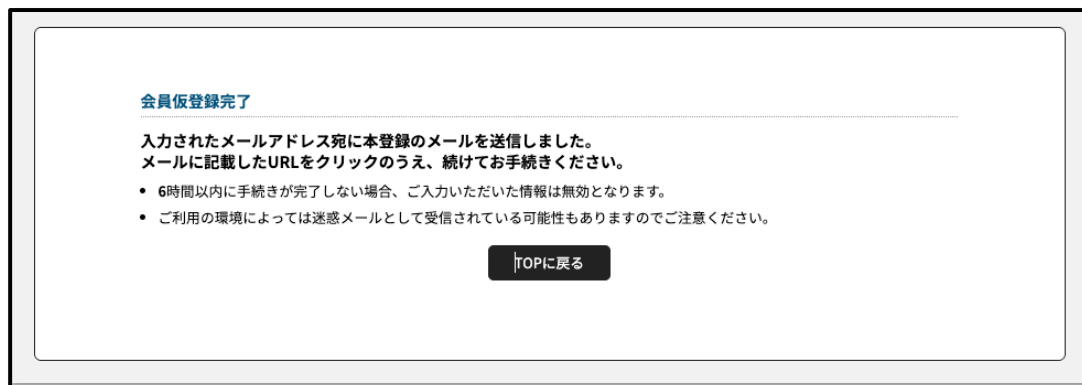 会員仮登録完了
入力されたメールアドレス宛に本登録のメールを送信しました。
メールに記載したURLをクリックのうえ、続けてお手続きください。
6時間以内に手続きが完了しない場合、ご入力いただいた情報は無効となります。
ご利用の環境によっては迷惑メールとして受信されている可能性もありますのでご注意ください。
TOPに戻る